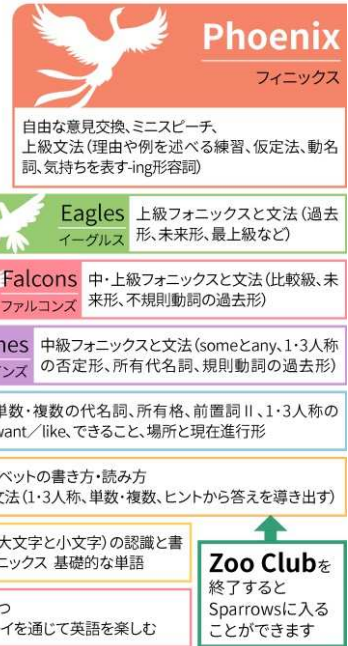 Phoenix
フィニックス
自由な意見交換、ミニスピーチ、
上級文法（理由や例を述べる練習、仮定法、動名
詞、気持ちを表す-ing形容詞）
Eagles
イーグルス
上級フォニックスと文法（過去
形、未来形、最上級など）
Falcons
ファルコンズ
中・上級フォニックスと文法（比較級、未
来形、不規則動詞の過去形）
nes
ンズ
中級フォニックスと文法（someとany、1・3人称
の否定形、所有代名詞、規則動詞の過去形）
単数・複数の代名詞、所有格、前置詞Ⅱ、1・3人称の
want／like、できること、場所と現在進行形
ベットの書き方・読み方
文法（1・3人称、単数・複数、ヒントから答えを導き出す）
大文字と小文字）の認識と書
ニックス 基礎的な単語
つ
イを通じて英語を楽しむ
Zoo Clubを
終了すると
Sparrowsに入る
ことができます